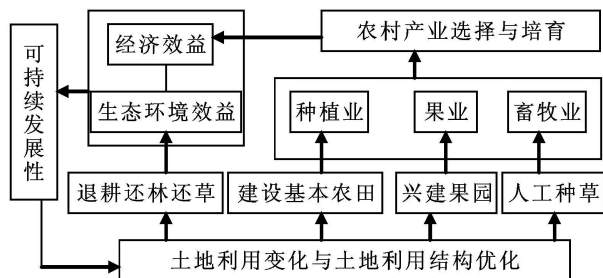 经济效益
农村产业选择与培育
可持续发展性
生态环境效益
种植业
果业
畜牧业
退耕还林还草
建设基本农田
兴建果园
人工种草
土地利用变化与土地利用结构优化